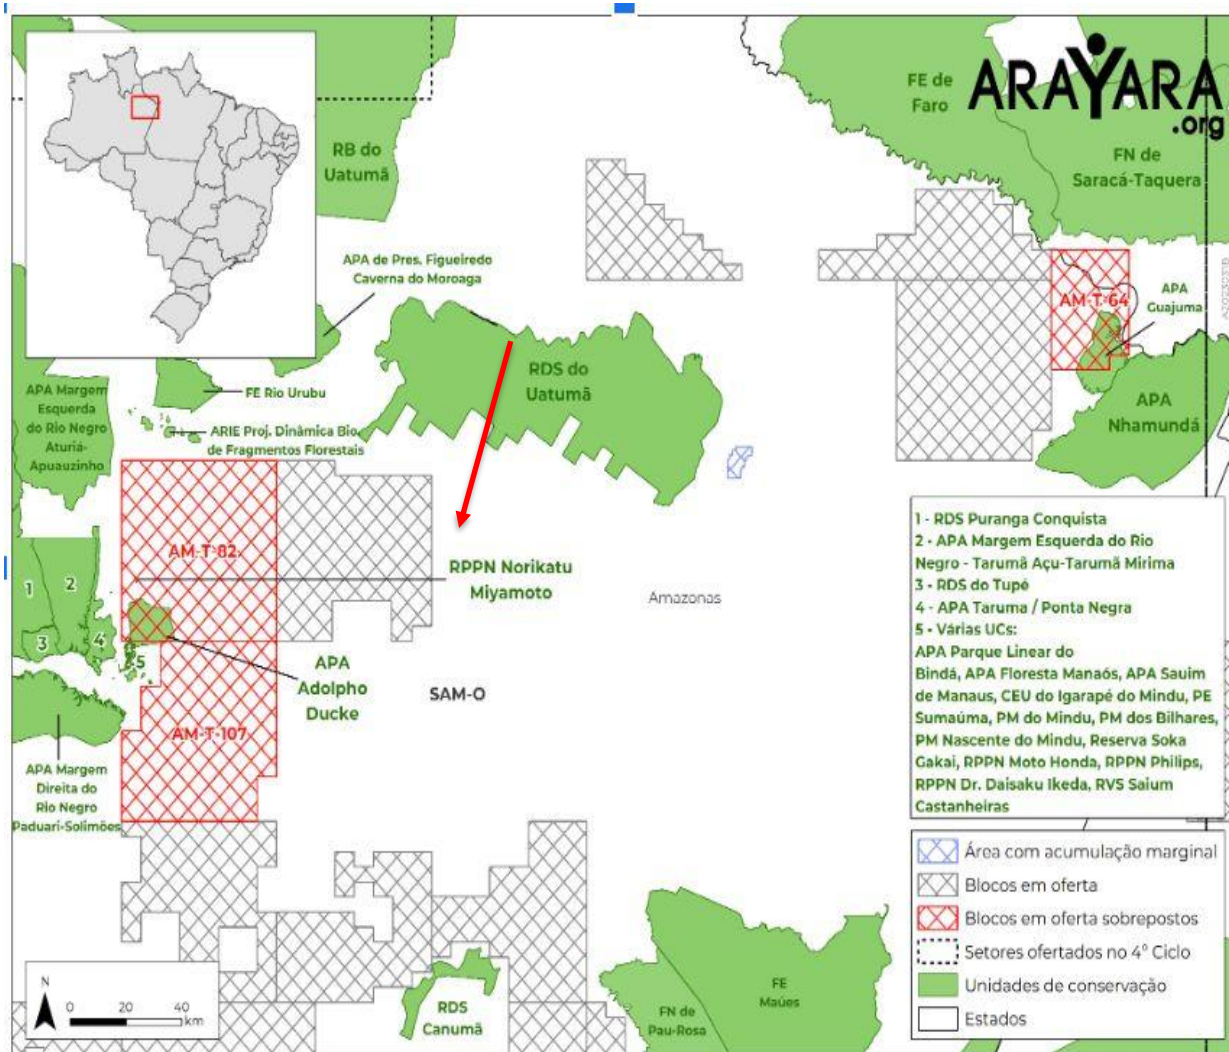 ARAYARA
.org
FE de
Faro
FN de
Saracá-Taquera
RB do
Uatumã
APA de Pres. Figueiredo
Caverna do Moroaga
AM-T-64
APA
Guajuma
RDS do
Uatumã
APA
Nhamundá
APA Margem
Esquerda
do Rio Negro
Aturiá-
Apuauzinho
FE Rio Urubu
ARIE Proj. Dinâmica Bio.
de Fragmentos Florestais
AM-T-82
RPPN Norikatu
Miyamoto
Amazonas
1
2
3
4
5
APA
Adolpho
Ducke
SAM-O
AM-T-107
APA Margem
Direita do
Rio Negro
Paduari-Solimões
1 - RDS Puranga Conquista
2 - APA Margem Esquerda do Rio
Negro - Tarumã Açu-Tarumã Mirima
3 - RDS do Tupé
4 - APA Taruma / Ponta Negra
5 - Várias UCs:
APA Parque Linear do
Bindá, APA Floresta Manaós, APA Sauim
de Manaus, CEU do Igarapé do Mindu, PE
Sumaúma, PM do Mindu, PM dos Bilhares,
PM Nascente do Mindu, Reserva Soka
Gakai, RPPN Moto Honda, RPPN Philips,
RPPN Dr. Daisaku Ikeda, RVS Saium
Castanheiras
Área com acumulação marginal
Blocos em oferta
Blocos em oferta sobrepostos
Setores ofertados no 4º Ciclo
Unidades de conservação
Estados
RDS
Canumã
FE
Maúes
FN de
Pau-Rosa
N
0 20 40
km